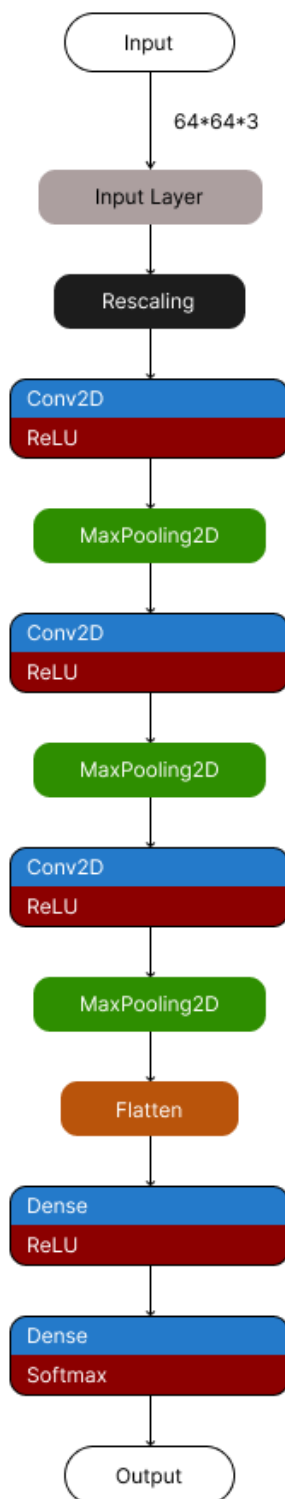 Input
64*64*3
Input Layer
Rescaling
Conv2D
ReLU
MaxPooling2D
Conv2D
ReLU
MaxPooling2D
Conv2D
ReLU
MaxPooling2D
Flatten
Dense
ReLU
Dense
Softmax
Output